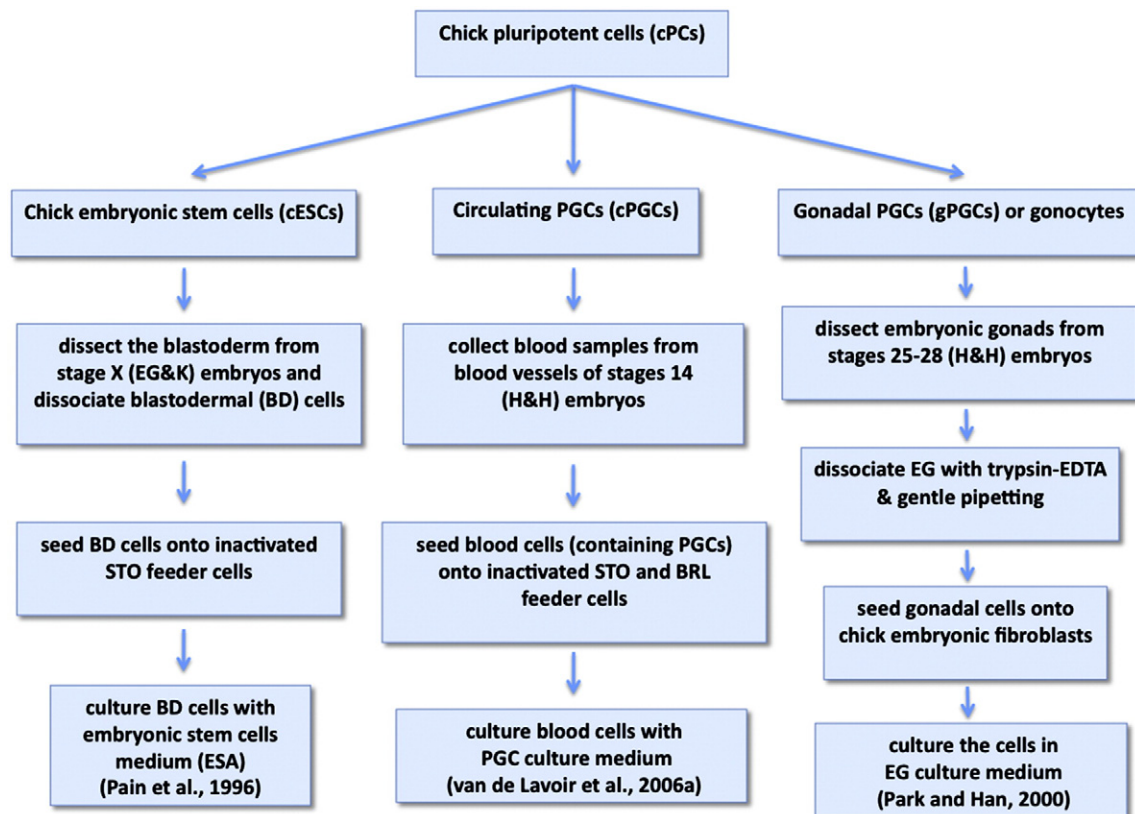 Chick pluripotent cells (cPCs)
Chick embryonic stem cells (cESCs)
dissect the blastoderm from
stage X (EG&K) embryos and
dissociate blastodermal (BD) cells
seed BD cells onto inactivated
STO feeder cells
culture BD cells with
embryonic stem cells
medium (ESA)
(Pain et al., 1996)
Circulating PGCs (cPGCs)
collect blood samples from
blood vessels of stages 14
(H&H) embryos
seed blood cells (containing PGCs)
onto inactivated STO and BRL
feeder cells
culture blood cells with
PGC culture medium
(van de Lavoir et al., 2006a)
Gonadal PGCs (gPGCs) or gonocytes
dissect embryonic gonads from
stages 25-28 (H&H) embryos
dissociate EG with trypsin-EDTA
& gentle pipetting
seed gonadal cells onto
chick embryonic fibroblasts
culture the cells in
EG culture medium
(Park and Han, 2000)